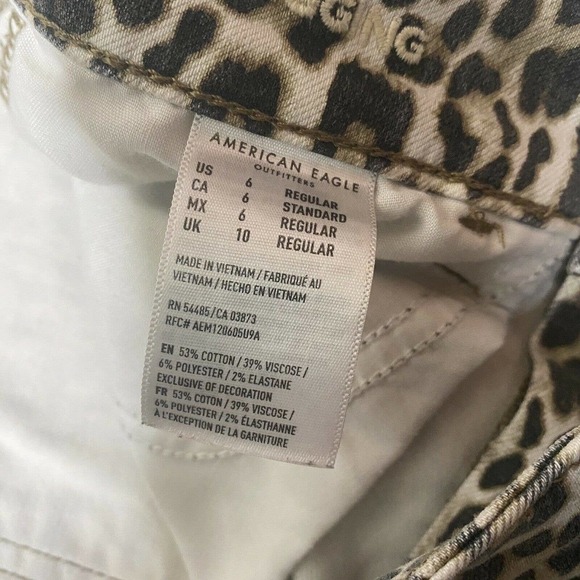 GING
AMERICAN EAGLE
OUTFITTERS
US 6 REGULAR
CA 6 STANDARD
MX 6 REGULAR
UK 10 REGULAR
MADE IN VIETNAM / FABRIQUÉ AU
VIETNAM / HECHO EN VIETNAM
RN 54485 / CA 03873
RFC# AEM120605U9A
EN 53% COTTON / 39% VISCOSE /
6% POLYESTER / 2% ELASTANE
EXCLUSIVE OF DECORATION
FR 53% COTON / 39% VISCOSE /
6% POLYESTER / 2% ÉLASTHANNE
À L'EXCEPTION DE LA GARNITURE